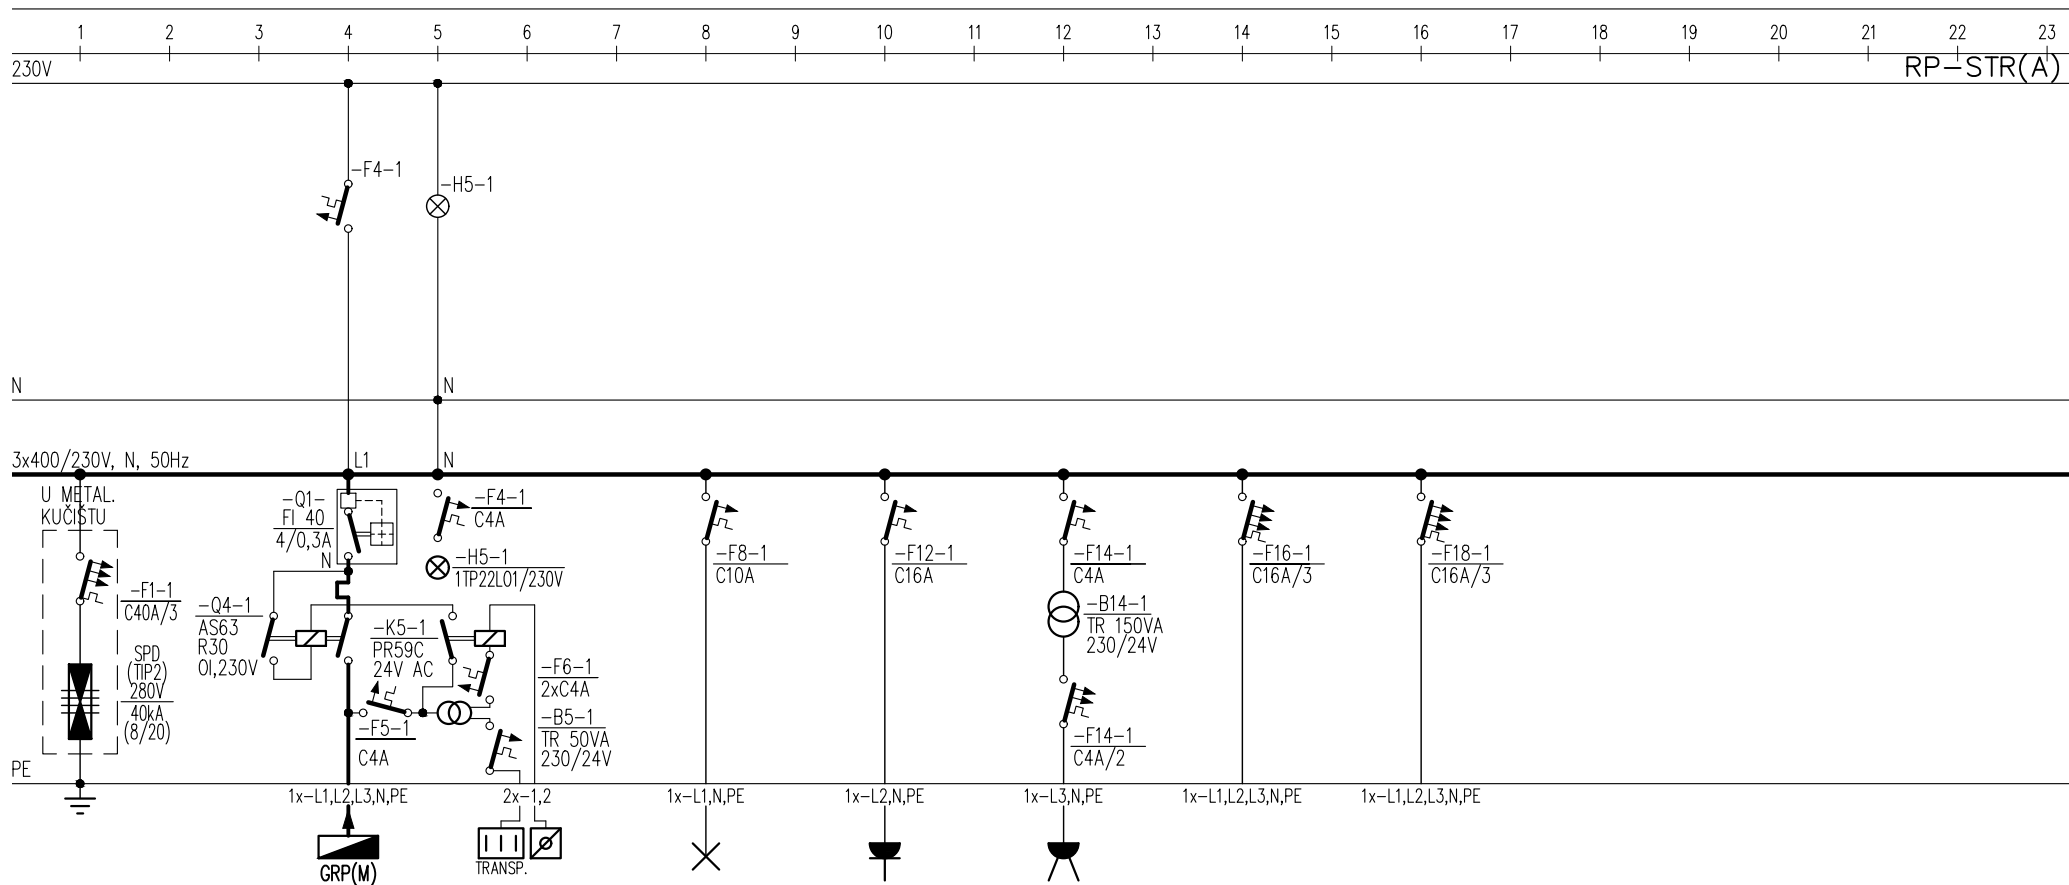 1 2 3 4 5 6 7 8 9 10 11 12 13 14 15 16 17 18 19 20 21 22 23
230V
RP-STR(A)
-F4-1
-H5-1
N
N
3x400/230V, N, 50Hz
L1
N
U METAL.
KUČIŠTU
-F1-1
C40A/3
SPD
(TIP2)
280V
40kA
(8/20)
-Q1-
FI 40
4/0,3A
N
-Q4-1
AS63
R30
OI,230V
-F4-1
C4A
-H5-1
1TP22L01/230V
-K5-1
PR59C
24V AC
-F5-1
C4A
-F6-1
2xC4A
-B5-1
TR 50VA
230/24V
-F8-1
C10A
-F12-1
C16A
-F14-1
C4A
-B14-1
TR 150VA
230/24V
-F14-1
C4A/2
-F16-1
C16A/3
-F18-1
C16A/3
PE
1x-L1,L2,L3,N,PE
2x-1,2
1x-L1,N,PE
1x-L2,N,PE
1x-L3,N,PE
1x-L1,L2,L3,N,PE
1x-L1,L2,L3,N,PE
GRP(M)
TRANSP.